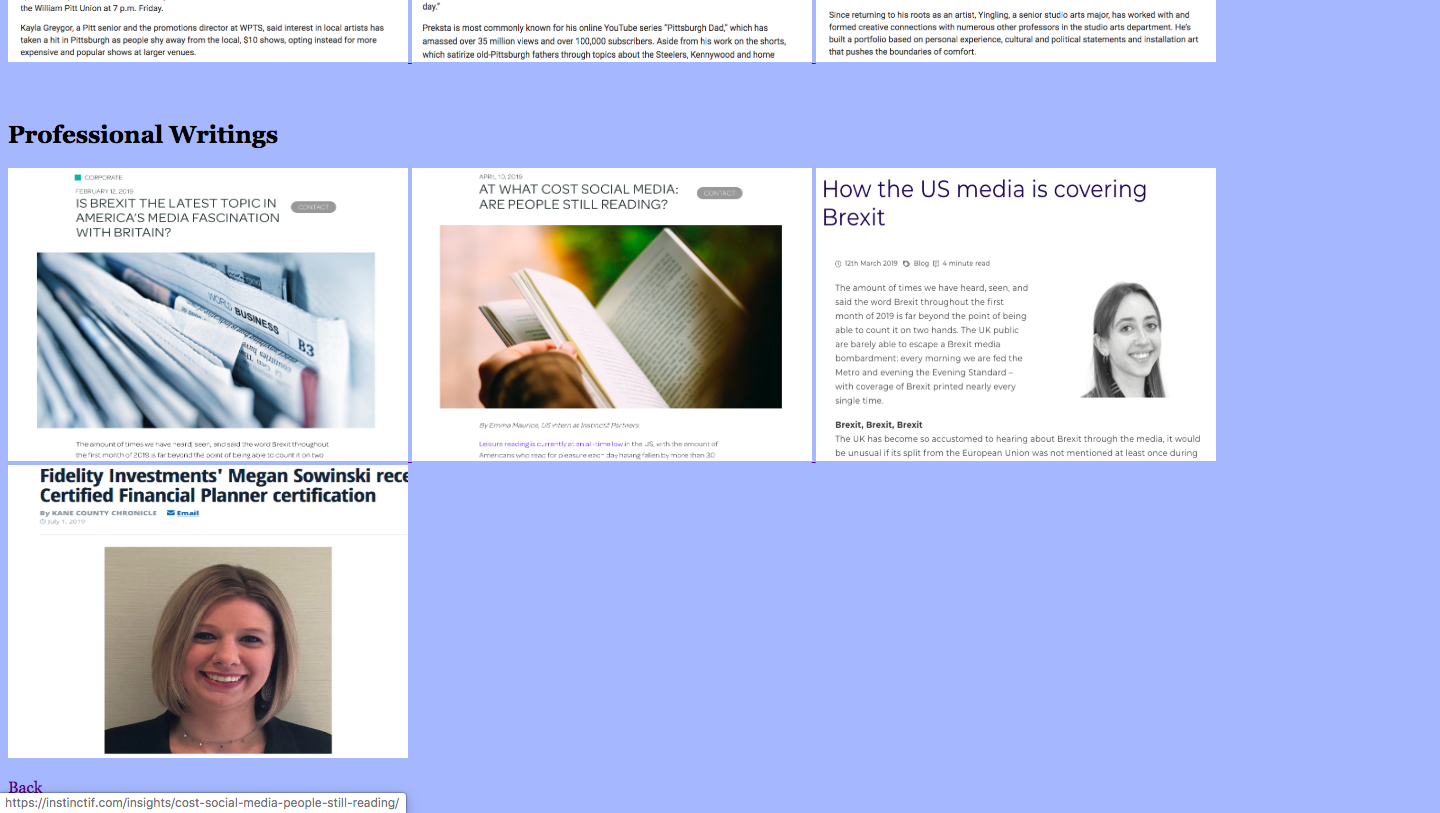 the William Pitt Union at 7 p.m. Friday.
Kayla Greygor, a Pitt senior and the promotions director at WPTS, said interest in local artists has
taken a hit in Pittsburgh as people shy away from the local, $10 shows, opting instead for more
expensive and popular shows at larger venues.
day."
Preksta is most commonly known for his online YouTube series "Pittsburgh Dad," which has
amassed over 35 million views and over 100,000 subscribers. Aside from his work on the shorts,
which satirize old-Pittsburgh fathers through topics about the Steelers, Kennywood and home
Since returning to his roots as an artist, Yingling, a senior studio arts major, has worked with and
formed creative connections with numerous other professors in the studio arts department. He's
built a portfolio based on personal experience, cultural and political statements and installation art
that pushes the boundaries of comfort.
Professional Writings
CORPORATE
FEBRUARY 12, 2019
IS BREXIT THE LATEST TOPIC IN
AMERICA'S MEDIA FASCINATION
WITH BRITAIN?
CONTACT
WORLD BUSINESS
B3
countries
The amount of times we have heard, seen, and said the word Brexit throughout
the first month of 2019 is far beyond the point of being able to count it on two
APRIL 10, 2019
AT WHAT COST SOCIAL MEDIA:
ARE PEOPLE STILL READING?
CONTACT
By Emma Maurice, US intern at Instinctif Partners
Leisure reading is currently at an all-time low in the US, with the amount of
Americans who read for pleasure each day having fallen by more than 30
How the US media is covering
Brexit
12th March 2019 Blog 4 minute read
The amount of times we have heard, seen, and
said the word Brexit throughout the first
month of 2019 is far beyond the point of being
able to count it on two hands. The UK public
are barely able to escape a Brexit media
bombardment: every morning we are fed the
Metro and evening the Evening Standard –
with coverage of Brexit printed nearly every
single time.
Brexit, Brexit, Brexit
The UK has become so accustomed to hearing about Brexit through the media, it would
be unusual if its split from the European Union was not mentioned at least once during
Fidelity Investments' Megan Sowinski rece
Certified Financial Planner certification
By KANE COUNTY CHRONICLE Email
July 1, 2019
Back
https://instinctif.com/insights/cost-social-media-people-still-reading/